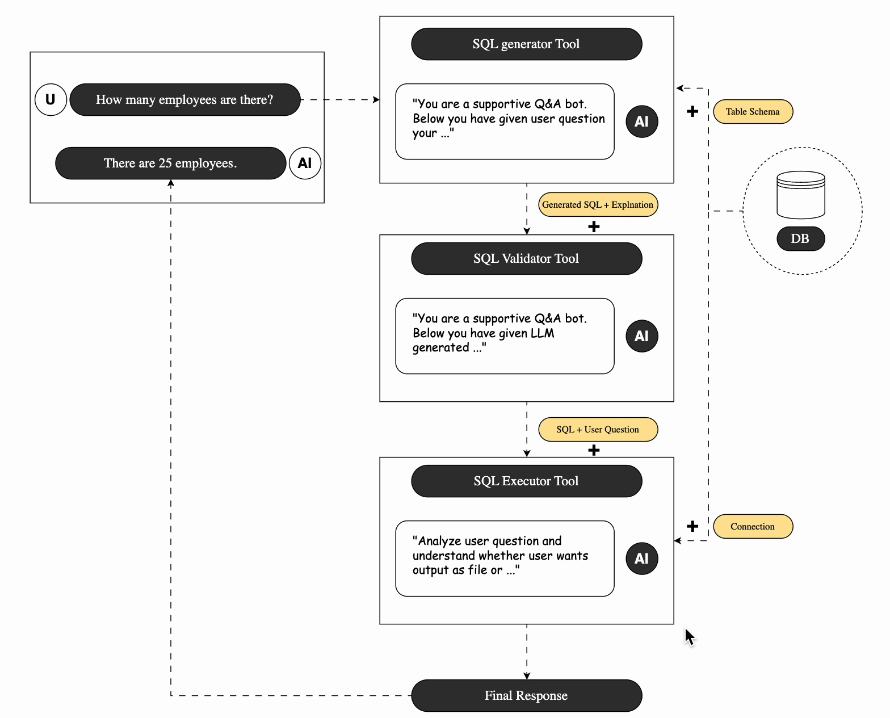 SQL generator Tool
U
How many employees are there?
"You are a supportive Q&A bot.
Below you have given user question
your ..."
AI
Table Schema
There are 25 employees.
AI
Generated SQL + Explnation
DB
SQL Validator Tool
"You are a supportive Q&A bot.
Below you have given LLM
generated ..."
AI
SQL + User Question
SQL Executor Tool
Connection
"Analyze user question and
understand whether user wants
output as file or ..."
AI
Final Response